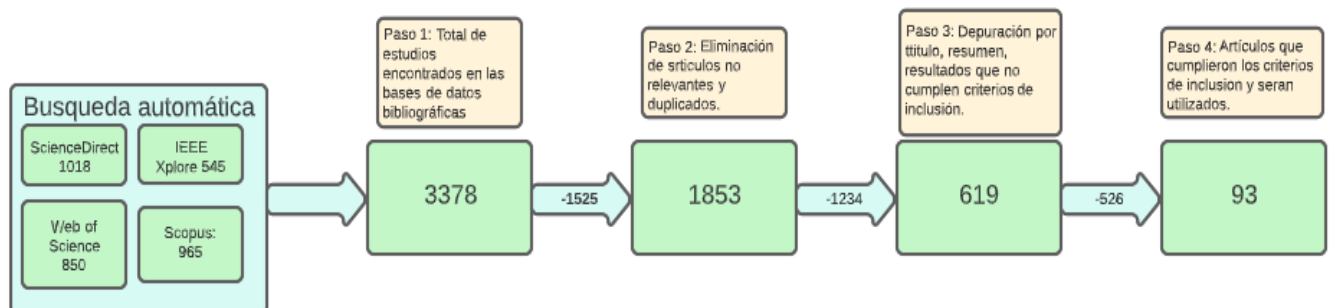 Busqueda automática
ScienceDirect
1018
IEEE
Xplore 545
Web of
Science
850
Scopus:
965
Paso 1: Total de
estudios
encontrados en las
bases de datos
bibliográficas
3378
-1525
Paso 2: Eliminación
de srticulos no
relevantes y
duplicados.
1853
-1234
Paso 3: Depuración por
ttitulo, resumen,
resultados que no
cumplen criterios de
inclusión.
619
-526
Paso 4: Artículos que
cumplieron los criterios
de inclusion y seran
utilizados.
93